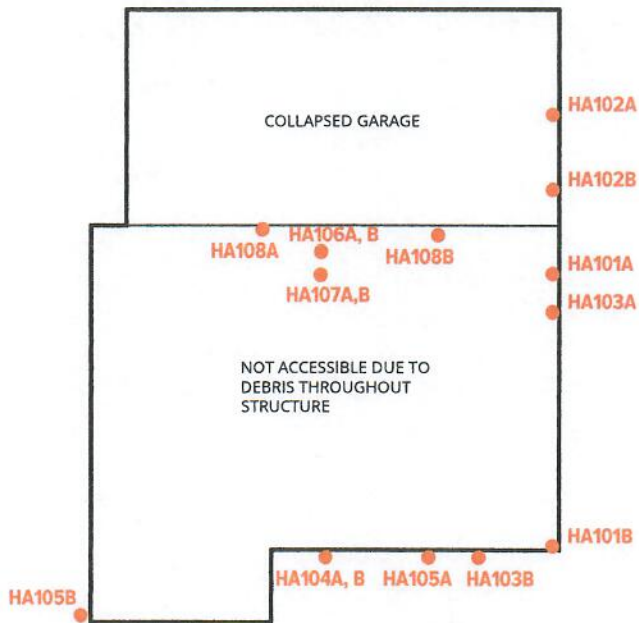 HA102A
COLLAPSED GARAGE
HA102B
HA106A, B
HA108A
HA108B
HA101A
HA107A,B
HA103A
NOT ACCESSIBLE DUE TO
DEBRIS THROUGHOUT
STRUCTURE
HA101B
HA104A, B
HA105A
HA103B
HA105B